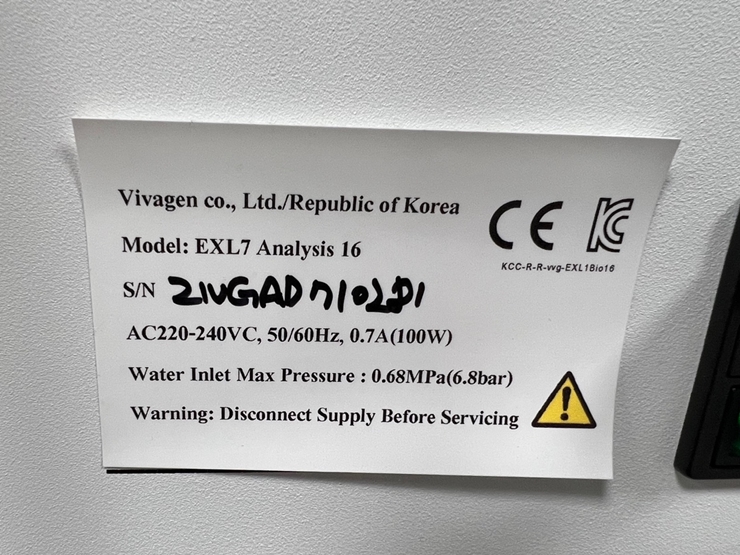 Vivagen co., Ltd./Republic of Korea
CE KC
Model: EXL7 Analysis 16
KCC-R-R-vvg-EXL1Bio16
S/N
AC220-240VC, 50/60Hz, 0.7A(100W)
Water Inlet Max Pressure : 0.68MPa(6.8bar)
Warning: Disconnect Supply Before Servicing